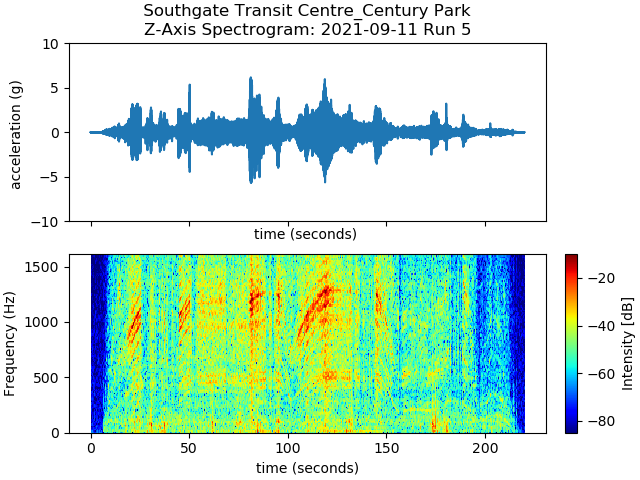 Southgate Transit Centre_Century Park
Z-Axis Spectrogram: 2021-09-11 Run 5
acceleration (g)
10
5
0
−5
−10
time (seconds)
Frequency (Hz)
1500
1000
500
0
0
50
100
150
200
time (seconds)
−20
−40
−60
−80
Intensity [dB]